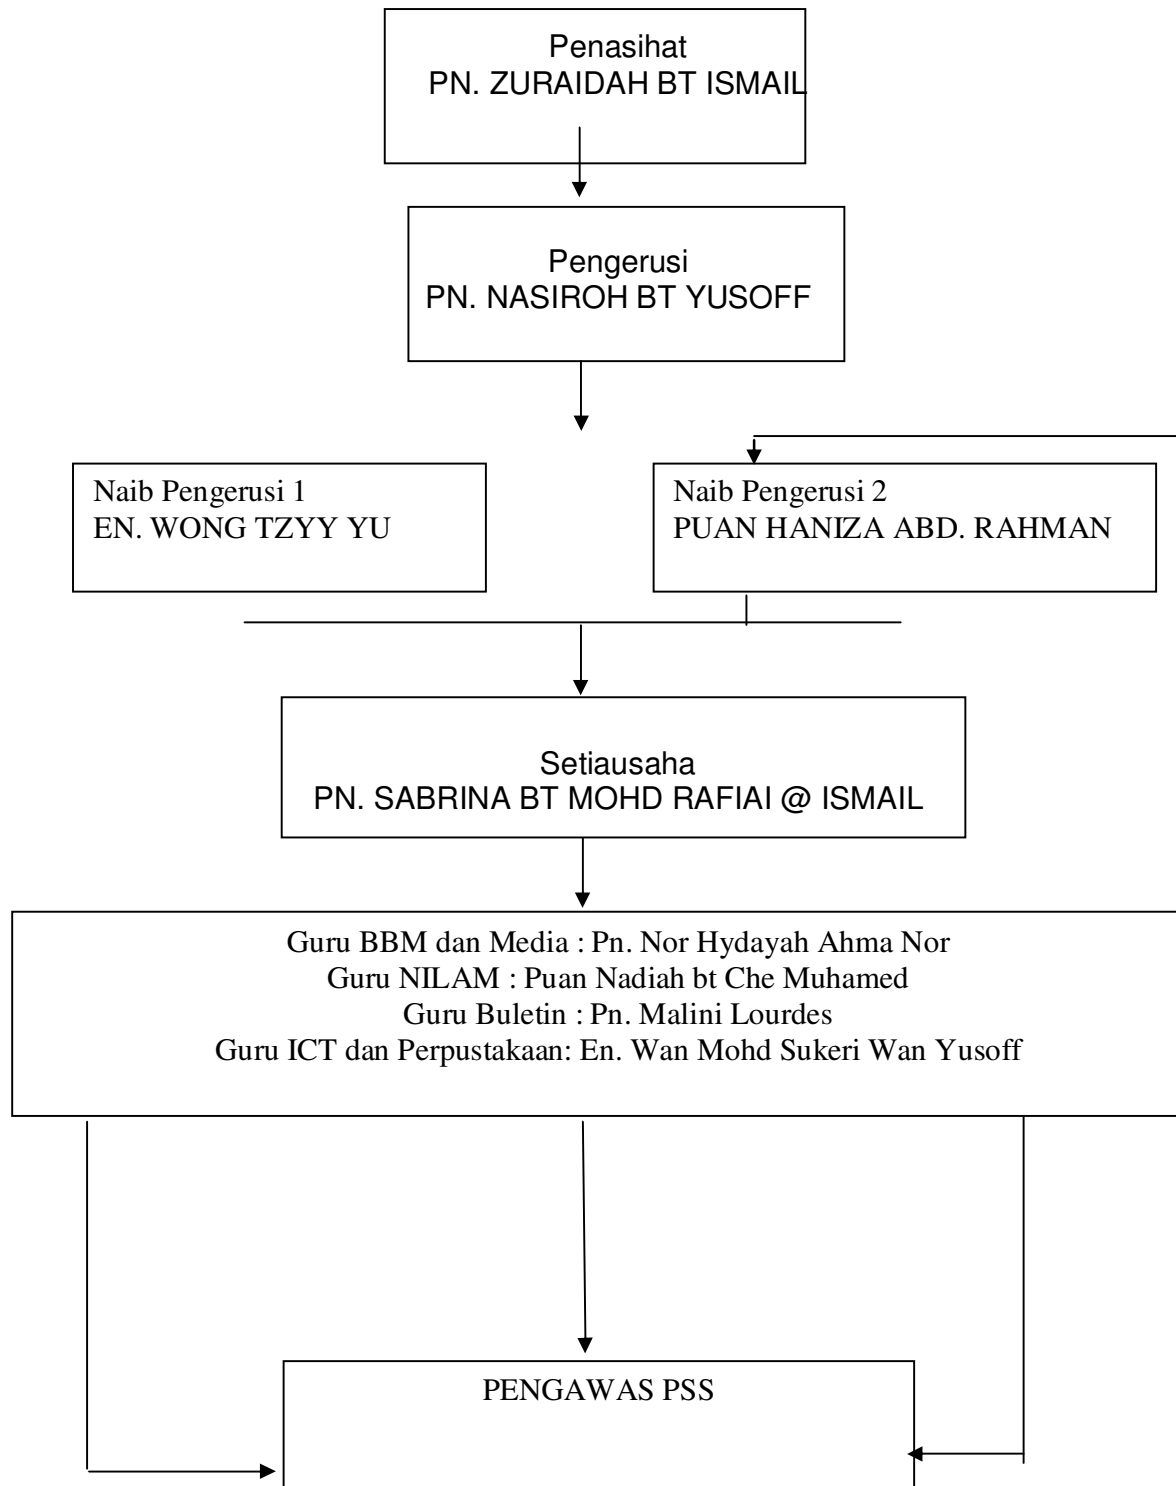 Penasihat
PN. ZURAIDAH BT ISMAIL
Pengerusi
PN. NASIROH BT YUSOFF
Naib Pengerusi 1
EN. WONG TZYY YU
Naib Pengerusi 2
PUAN HANIZA ABD. RAHMAN
Setiausaha
PN. SABRINA BT MOHD RAFIAI @ ISMAIL
Guru BBM dan Media : Pn. Nor Hydayah Ahma Nor
Guru NILAM : Puan Nadiah bt Che Muhamed
Guru Buletin : Pn. Malini Lourdes
Guru ICT dan Perpustakaan: En. Wan Mohd Sukeri Wan Yusoff
PENGAWAS PSS